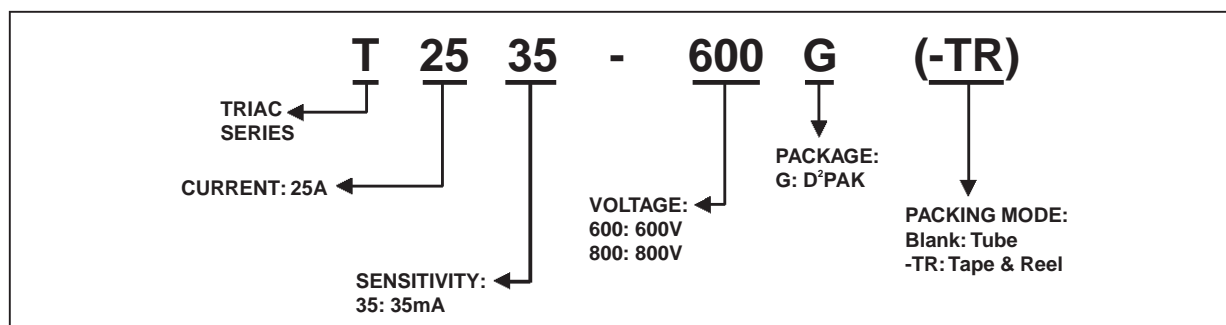 T 25 35 - 600 G (-TR)
TRIAC
SERIES
CURRENT: 25A
SENSITIVITY:
35: 35mA
VOLTAGE:
600: 600V
800: 800V
PACKAGE:
G: D²PAK
PACKING MODE:
Blank: Tube
-TR: Tape & Reel